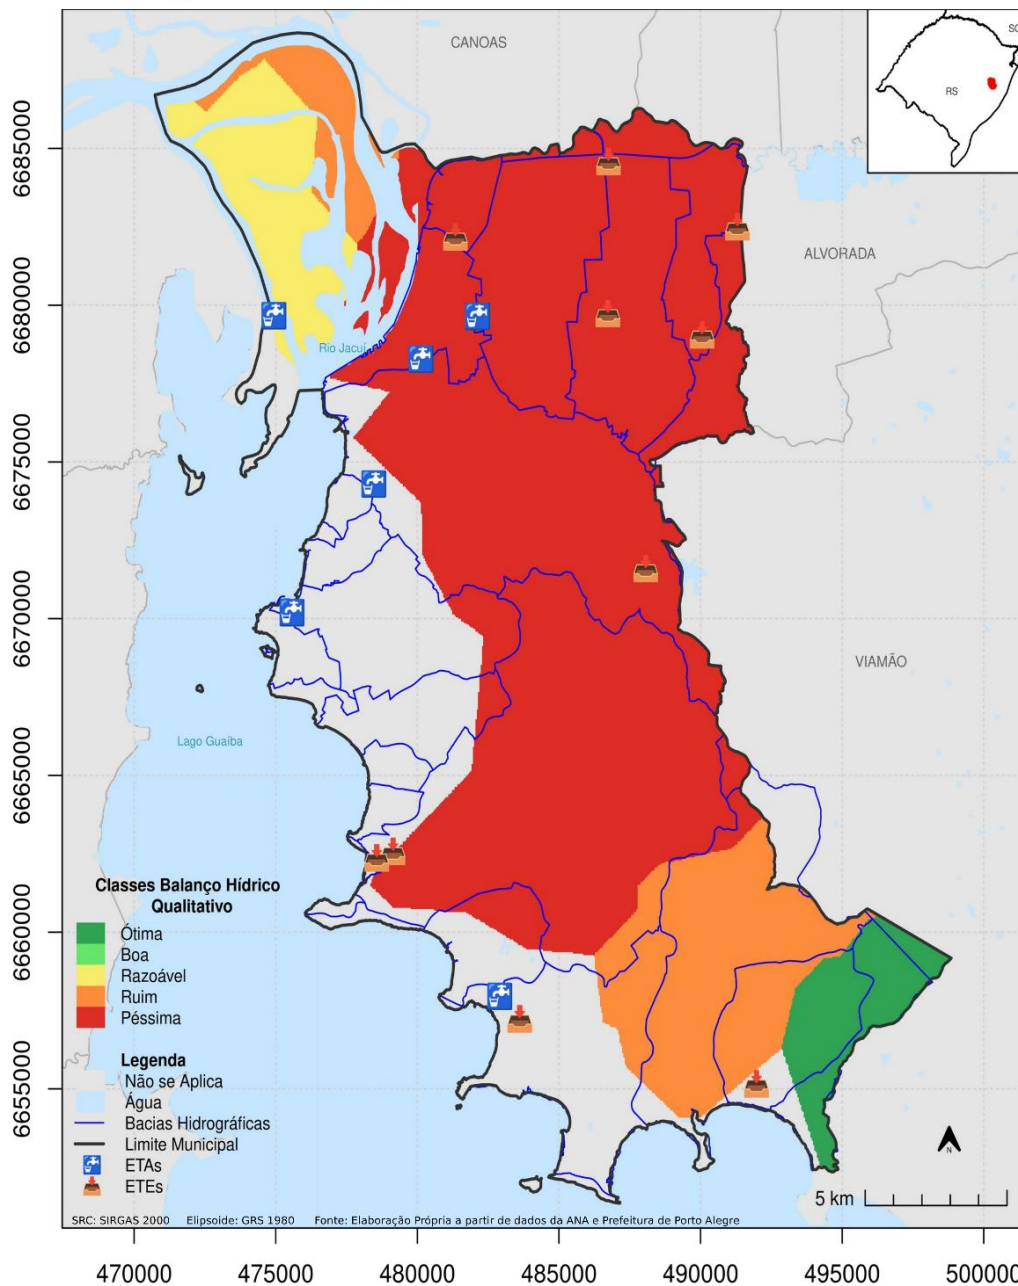 CANOAS
SC
RS
ALVORADA
Rio Jacuí
VIAMÃO
Lago Guaíba
6685000
6680000
6675000
6670000
6665000
6660000
6655000
Classes Balanço Hídrico
Qualitativo
Ótima
Boa
Razoável
Ruim
Péssima
Legenda
Não se Aplica
Água
Bacias Hidrográficas
Limite Municipal
ETAs
ETEs
N
5 km
SRC: SIRGAS 2000 Elipsoide: GRS 1980 Fonte: Elaboração Própria a partir de dados da ANA e Prefeitura de Porto Alegre
470000 475000 480000 485000 490000 495000 500000